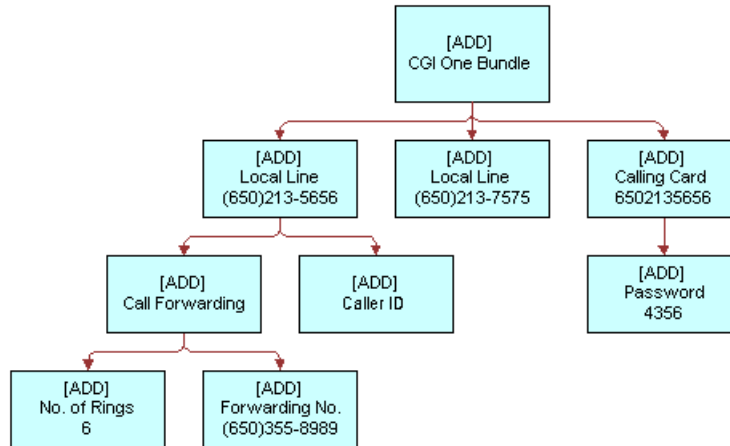 [ADD]
CGI One Bundle
[ADD]
Local Line
(650)213-5656
[ADD]
Local Line
(650)213-7575
[ADD]
Calling Card
6502135656
[ADD]
Call Forwarding
[ADD]
Caller ID
[ADD]
Password
4356
[ADD]
No. of Rings
6
[ADD]
Forwarding No.
(650)355-8989